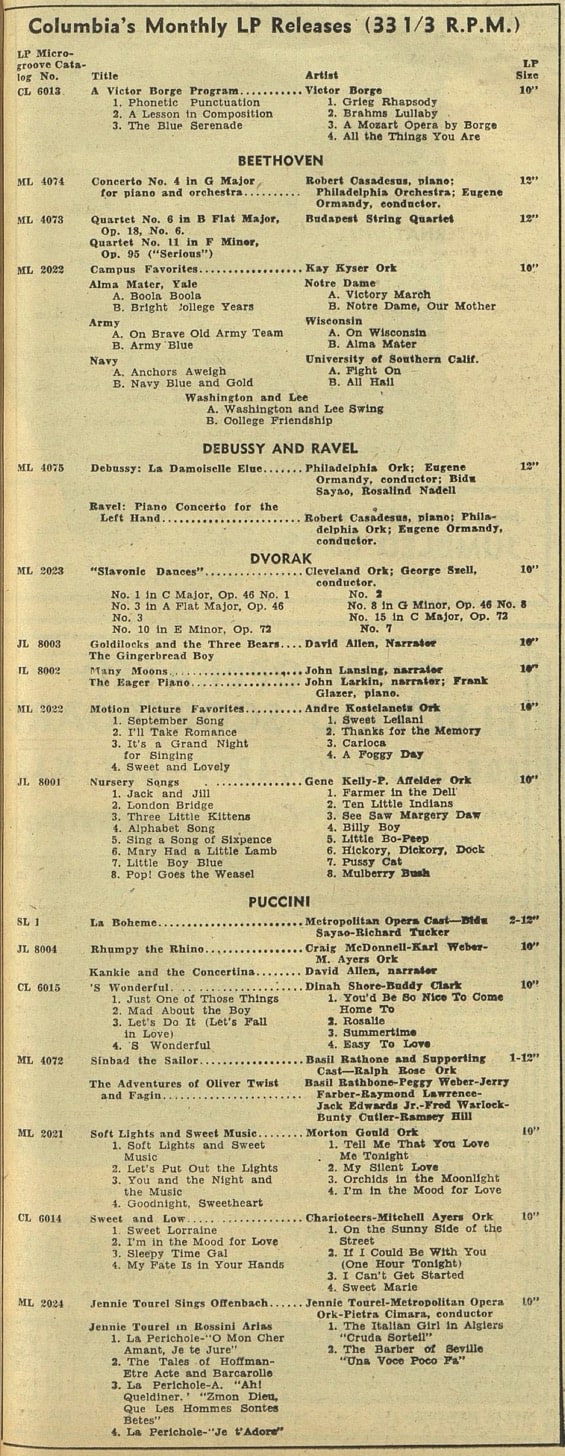 Columbia's Monthly LP Releases (33 1/3 R.P.M.)
LP Micro-
groove Cata-
log No. Title Artist LP Size
CL 6013 A Victor Borge Program........... Victor Borge 10"
1. Phonetic Punctuation 1. Grieg Rhapsody
2. A Lesson in Composition 2. Brahms Lullaby
3. The Blue Serenade 3. A Mozart Opera by Borge
4. All the Things You Are
BEETHOVEN
ML 4074 Concerto No. 4 in G Major Robert Casadesus, piano; 12"
for piano and orchestra.......... Philadelphia Orchestra; Eugene
Ormandy, conductor.
ML 4073 Quartet No. 6 in B Flat Major, Budapest String Quartet 12"
Op. 18, No. 6.
Quartet No. 11 in F Minor,
Op. 95 ("Serious")
ML 2022 Campus Favorites................. Kay Kyser Ork 10"
Alma Mater, Yale Notre Dame
A. Boola Boola A. Victory March
B. Bright College Years B. Notre Dame, Our Mother
Army Wisconsin
A. On Brave Old Army Team A. On Wisconsin
B. Army Blue B. Alma Mater
Navy University of Southern Calif.
A. Anchors Aweigh A. Fight On
B. Navy Blue and Gold B. All Hail
Washington and Lee
A. Washington and Lee Swing
B. College Friendship
DEBUSSY AND RAVEL
ML 4075 Debussy: La Damoiselle Elue....... Philadelphia Ork; Eugene 12"
Ormandy, conductor; Bidu
Sayao, Rosalind Nadell
Ravel: Piano Concerto for the
Left Hand....................... Robert Casadesus, piano; Phila-
delphia Ork; Eugene Ormandy,
conductor.
DVORAK
ML 2023 "Slavonic Dances"................ Cleveland Ork; George Szell, 10"
conductor.
No. 1 in C Major, Op. 46 No. 1 No. 2
No. 3 in A Flat Major, Op. 46 No. 8 in G Minor, Op. 46 No. 8
No. 3 No. 15 in C Major, Op. 72
No. 10 in E Minor, Op. 72 No. 7
JL 8003 Goldilocks and the Three Bears.... David Allen, Narrator 10"
The Gingerbread Boy
JL 8002 Many Moons...................... John Lansing, narrator 10"
The Eager Piano.................. John Larkin, narrator; Frank
Glazer, piano.
ML 2022 Motion Picture Favorites.......... Andre Kostelanetz Ork 10"
1. September Song 1. Sweet Leilani
2. I'll Take Romance 2. Thanks for the Memory
3. It's a Grand Night 3. Carioca
for Singing 4. A Foggy Day
4. Sweet and Lovely
JL 8001 Nursery Songs .............. Gene Kelly-P. Affelder Ork 10"
1. Jack and Jill 1. Farmer in the Dell
2. London Bridge 2. Ten Little Indians
3. Three Little Kittens 3. See Saw Margery Daw
4. Alphabet Song 4. Billy Boy
5. Sing a Song of Sixpence 5. Little Bo-Peep
6. Mary Had a Little Lamb 6. Hickory, Dickory, Dock
7. Little Boy Blue 7. Pussy Cat
8. Pop! Goes the Weasel 8. Mulberry Bush
PUCCINI
SL 1 La Boheme........................ Metropolitan Opera Cast—Bidu 2-12"
Sayao-Richard Tucker
JL 8004 Rhumpy the Rhino................ Craig McDonnell-Karl Weber- 10"
M. Ayers Ork
Kankie and the Concertina........ David Allen, narrator
CL 6015 'S Wonderful..................... Dinah Shore-Buddy Clark 10"
1. Just One of Those Things 1. You'd Be So Nice To Come
2. Mad About the Boy Home To
3. Let's Do It (Let's Fall 2. Rosalie
in Love) 3. Summertime
4. 'S Wonderful 4. Easy To Love
ML 4072 Sinbad the Sailor................. Basil Rathone and Supporting 1-12"
Cast—Ralph Rose Ork
The Adventures of Oliver Twist Basil Rathbone-Peggy Weber-Jerry
and Fagin....................... Farber-Raymond Lawrence-
Jack Edwards Jr.-Fred Warlock-
Bunty Cutler-Ramsey Hill
ML 2021 Soft Lights and Sweet Music........ Morton Gould Ork 10"
1. Soft Lights and Sweet 1. Tell Me That You Love
Music Me Tonight
2. Let's Put Out the Lights 2. My Silent Love
3. You and the Night and 3. Orchids in the Moonlight
the Music 4. I'm in the Mood for Love
4. Goodnight, Sweetheart
CL 6014 Sweet and Low.................... Charioteers-Mitchell Ayers Ork 10"
1. Sweet Lorraine 1. On the Sunny Side of the
2. I'm in the Mood for Love Street
3. Sleepy Time Gal 2. If I Could Be With You
4. My Fate Is in Your Hands (One Hour Tonight)
3. I Can't Get Started
4. Sweet Marie
ML 2024 Jennie Tourel Sings Offenbach...... Jennie Tourel-Metropolitan Opera 10"
Ork-Pietra Cimara, conductor
Jennie Tourel in Rossini Arias 1. The Italian Girl in Algiers
1. La Perichole-"O Mon Cher "Cruda Sortell"
Amant, Je te Jure" 2. The Barber of Seville
2. The Tales of Hoffman- "Una Voce Poco Fa"
Etre Acte and Barcarolle
3. La Perichole-A. "Ah!
Queldiner.' "Zmon Dieu,
Que Les Hommes Sontes
Betes"
4. La Perichole-"Je t'Adore"